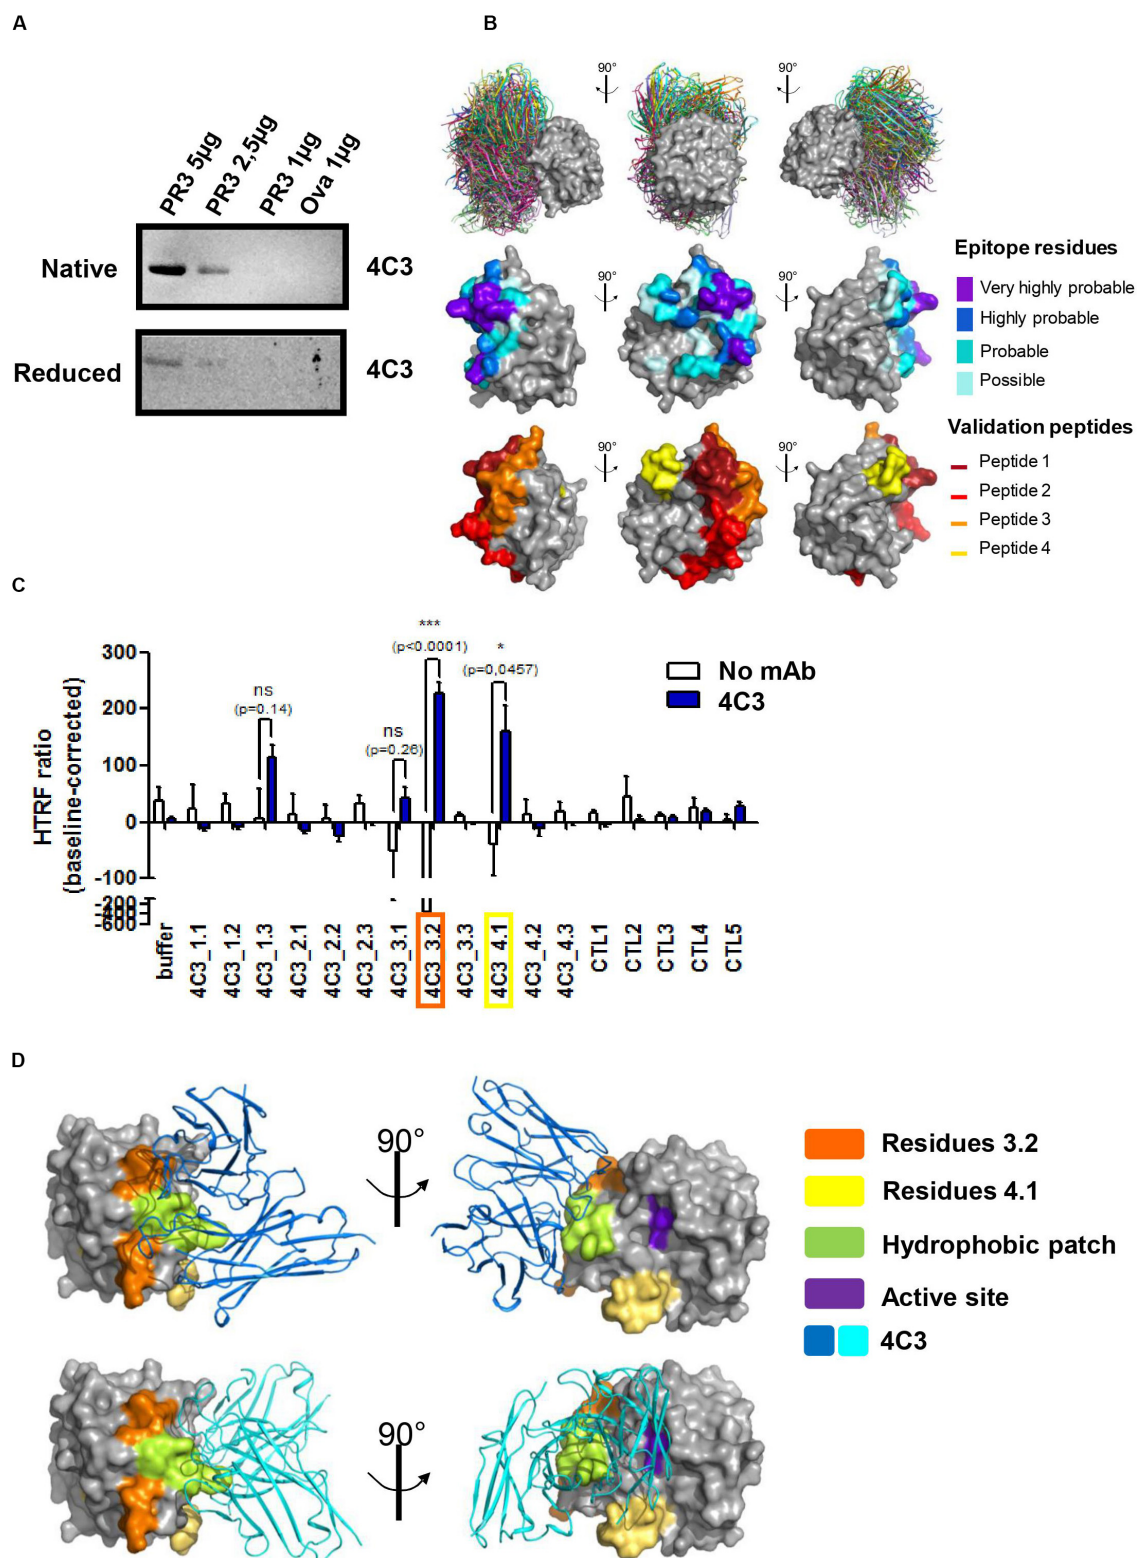 A
B
PR3 5µg
PR3 2,5µg
PR3 1µg
Ova 1µg
Native
4C3
Reduced
4C3
90°
90°
90°
90°
90°
90°
Epitope residues
Very highly probable
Highly probable
Probable
Possible
Validation peptides
Peptide 1
Peptide 2
Peptide 3
Peptide 4
C
HTRF ratio
(baseline-corrected)
300
200
100
0
-100
-200
-400
-600
ns
(p=0.14)
ns
(p=0.26)
***
(p<0.0001)
*
(p=0,0457)
No mAb
4C3
buffer
4C3_1.1
4C3_1.2
4C3_1.3
4C3_2.1
4C3_2.2
4C3_2.3
4C3_3.1
4C3_3.2
4C3_3.3
4C3_4.1
4C3_4.2
4C3_4.3
CTL1
CTL2
CTL3
CTL4
CTL5
D
90°
90°
Residues 3.2
Residues 4.1
Hydrophobic patch
Active site
4C3